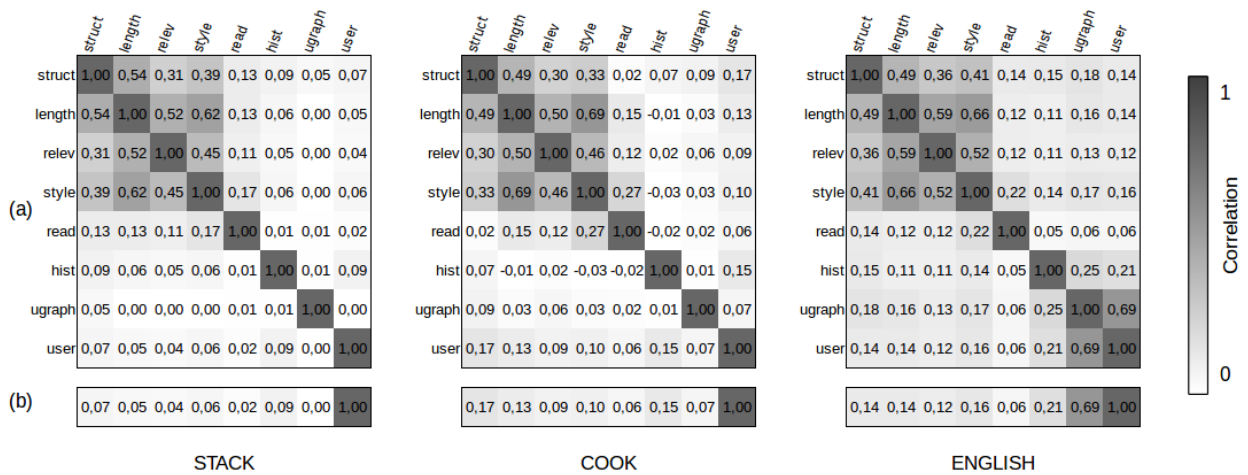 struct length relev style read hist ugraph user struct length relev style read hist ugraph user struct length relev style read hist ugraph user
struct 1,00 0,54 0,31 0,39 0,13 0,09 0,05 0,07 struct 1,00 0,49 0,30 0,33 0,02 0,07 0,09 0,17 struct 1,00 0,49 0,36 0,41 0,14 0,15 0,18 0,14
length 0,54 1,00 0,52 0,62 0,13 0,06 0,00 0,05 length 0,49 1,00 0,50 0,69 0,15 -0,01 0,03 0,13 length 0,49 1,00 0,59 0,66 0,12 0,11 0,16 0,14
relev 0,31 0,52 1,00 0,45 0,11 0,05 0,00 0,04 relev 0,30 0,50 1,00 0,46 0,12 0,02 0,06 0,09 relev 0,36 0,59 1,00 0,52 0,12 0,11 0,13 0,12
style 0,39 0,62 0,45 1,00 0,17 0,06 0,00 0,06 style 0,33 0,69 0,46 1,00 0,27 -0,03 0,03 0,10 style 0,41 0,66 0,52 1,00 0,22 0,14 0,17 0,16
(a)
read 0,13 0,13 0,11 0,17 1,00 0,01 0,01 0,02 read 0,02 0,15 0,12 0,27 1,00 -0,02 0,02 0,06 read 0,14 0,12 0,12 0,22 1,00 0,05 0,06 0,06
hist 0,09 0,06 0,05 0,06 0,01 1,00 0,01 0,09 hist 0,07 -0,01 0,02 -0,03 -0,02 1,00 0,01 0,15 hist 0,15 0,11 0,11 0,14 0,05 1,00 0,25 0,21
ugraph 0,05 0,00 0,00 0,00 0,01 0,01 1,00 0,00 ugraph 0,09 0,03 0,06 0,03 0,02 0,01 1,00 0,07 ugraph 0,18 0,16 0,13 0,17 0,06 0,25 1,00 0,69
user 0,07 0,05 0,04 0,06 0,02 0,09 0,00 1,00 user 0,17 0,13 0,09 0,10 0,06 0,15 0,07 1,00 user 0,14 0,14 0,12 0,16 0,06 0,21 0,69 1,00
(b) 0,07 0,05 0,04 0,06 0,02 0,09 0,00 1,00 0,17 0,13 0,09 0,10 0,06 0,15 0,07 1,00 0,14 0,14 0,12 0,16 0,06 0,21 0,69 1,00
STACK COOK ENGLISH
1
Correlation
0